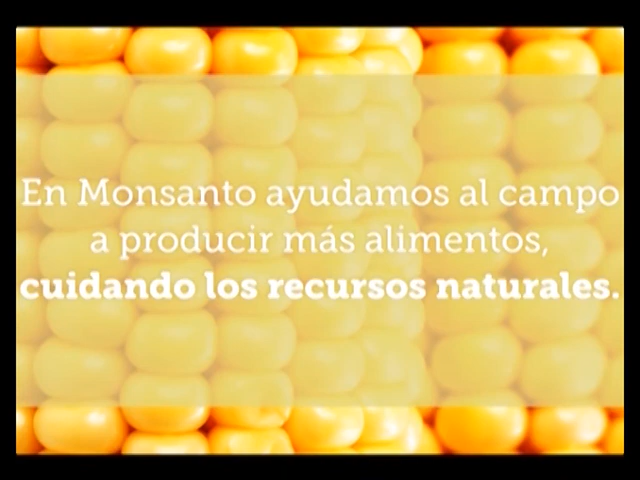 En Monsanto ayudamos al campo
a producir más alimentos,
cuidando los recursos naturales.